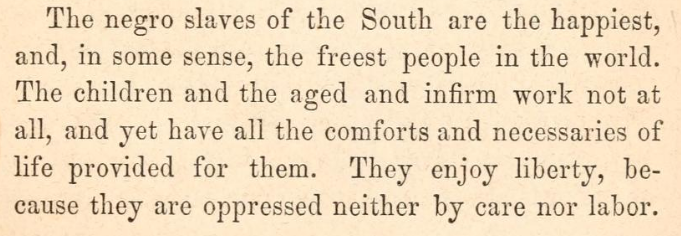 The negro slaves of the South are the happiest,
and, in some sense, the freest people in the world.
The children and the aged and infirm work not at
all, and yet have all the comforts and necessaries of
life provided for them. They enjoy liberty, be-
cause they are oppressed neither by care nor labor.